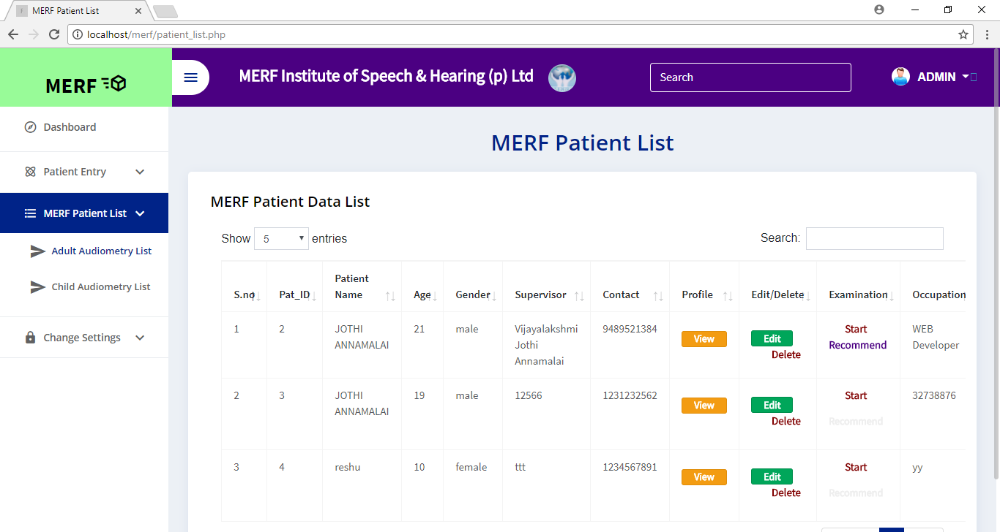 MERF Patient List
localhost/merf/patient_list.php
MERF
MERF Institute of Speech & Hearing (p) Ltd
Search
ADMIN
Dashboard
Patient Entry
MERF Patient List
Adult Audiometry List
Child Audiometry List
Change Settings
MERF Patient List
MERF Patient Data List
Show 5 entries
Search:
S.no Pat_ID Patient Name Age Gender Supervisor Contact Profile Edit/Delete Examination Occupation
1 2 JOTHI 21 male Vijayalakshmi 9489521384 View Edit Start WEB
ANNAMALAI Jothi Delete Recommend Developer
Annamalai
2 3 JOTHI 19 male 12566 1231232562 View Edit Start 32738876
ANNAMALAI Delete Recommend
3 4 reshu 10 female ttt 1234567891 View Edit Start yy
Delete Recommend